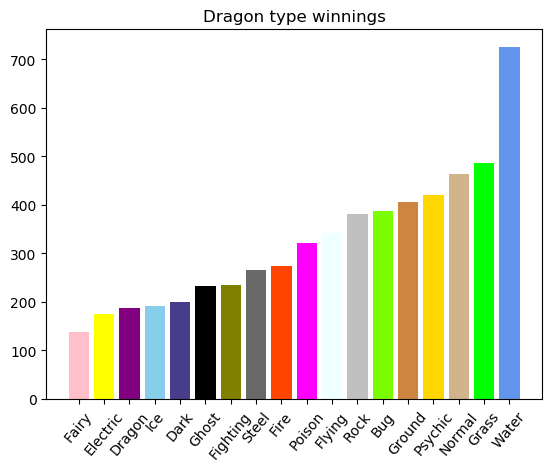 Dragon type winnings
700
600
500
400
300
200
100
0
Fairy
Electric
Dragon
Ice
Dark
Ghost
Fighting
Steel
Fire
Poison
Flying
Rock
Bug
Ground
Psychic
Normal
Grass
Water